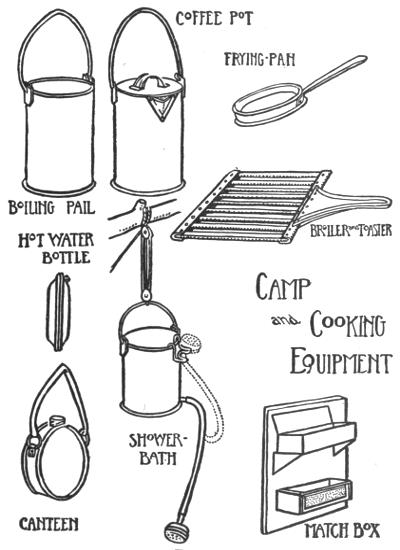 COFFEE POT
FRYING-PAN
BOILING PAIL
BROILER AND TOASTER
HOT WATER
BOTTLE
CAMP
and COOKING
EQUIPMENT
SHOWER-
BATH
CANTEEN
MATCH BOX